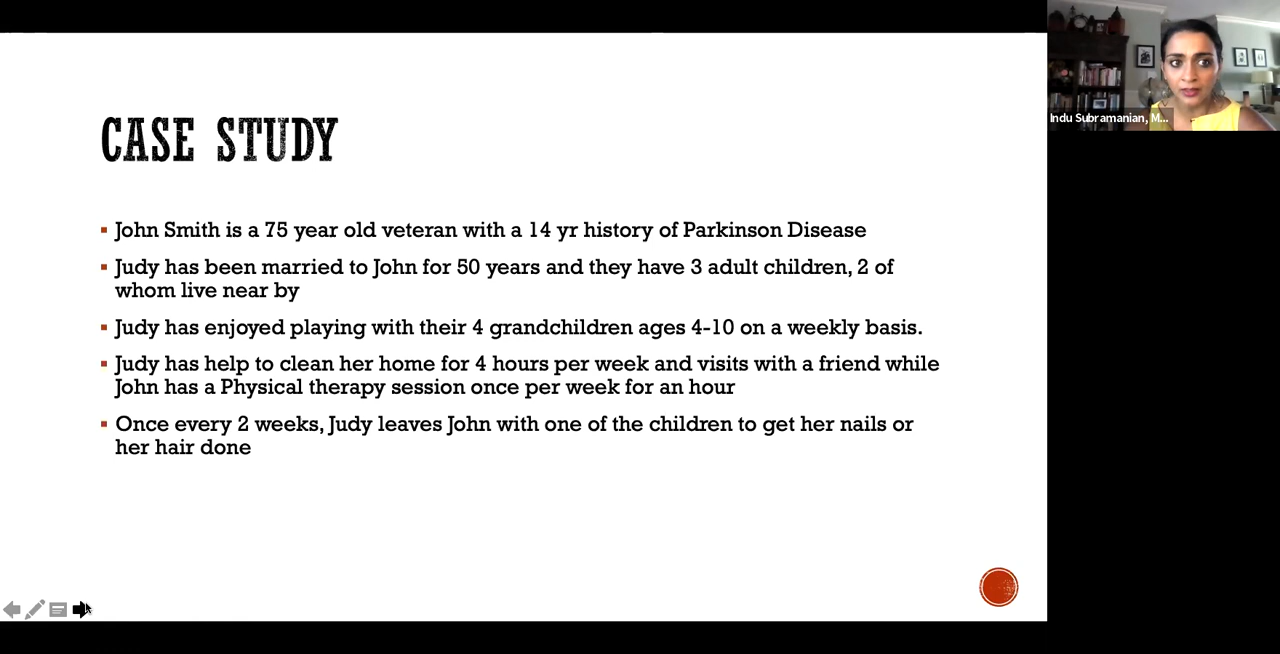 CASE STUDY
▪ John Smith is a 75 year old veteran with a 14 yr history of Parkinson Disease
▪ Judy has been married to John for 50 years and they have 3 adult children, 2 of
whom live near by
▪ Judy has enjoyed playing with their 4 grandchildren ages 4-10 on a weekly basis.
▪ Judy has help to clean her home for 4 hours per week and visits with a friend while
John has a Physical therapy session once per week for an hour
▪ Once every 2 weeks, Judy leaves John with one of the children to get her nails or
her hair done
Indu Subramanian, M...